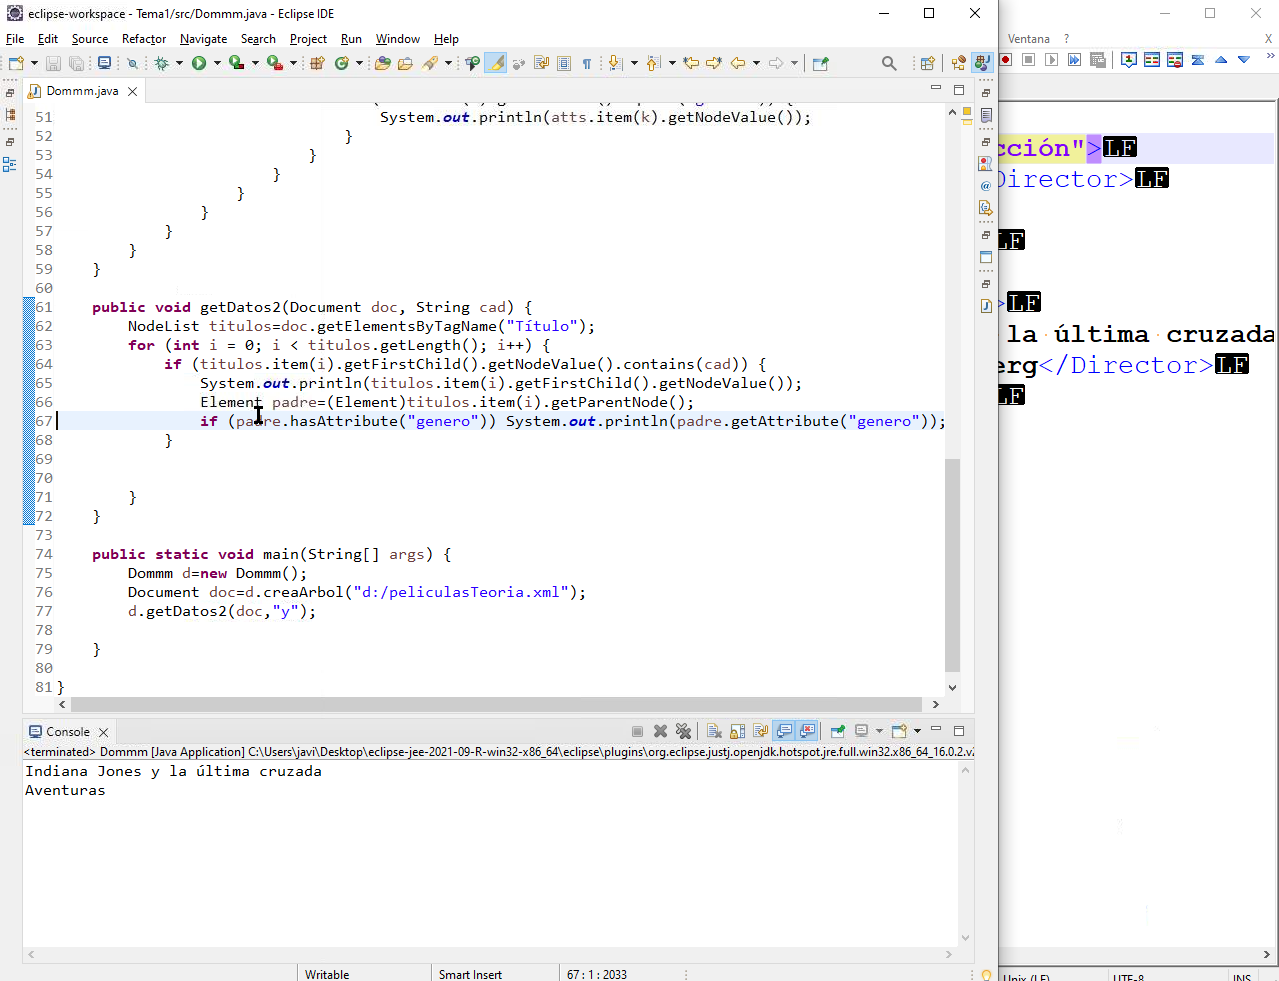 eclipse-workspace - Tema1/src/Dommm.java - Eclipse IDE
File Edit Source Refactor Navigate Search Project Run Window Help
Ventana ? X
Dommm.java
51 System.out.println(atts.item(k).getNodeValue());
52 }
53 }
54 }
55 }
56 }
57 }
58 }
59 }
60
61 public void getDatos2(Document doc, String cad) {
62 NodeList titulos=doc.getElementsByTagName("Título");
63 for (int i = 0; i < titulos.getLength(); i++) {
64 if (titulos.item(i).getFirstChild().getNodeValue().contains(cad)) {
65 System.out.println(titulos.item(i).getFirstChild().getNodeValue());
66 Element padre=(Element)titulos.item(i).getParentNode();
67 if (padre.hasAttribute("genero")) System.out.println(padre.getAttribute("genero"));
68 }
69
70
71 }
72 }
73
74 public static void main(String[] args) {
75 Dommm d=new Dommm();
76 Document doc=d.creaArbol("d:/peliculasTeoria.xml");
77 d.getDatos2(doc,"y");
78
79 }
80
81 }
cción">LF
Director>LF
LF
>LF
la última cruzada
erg</Director>LF
LF
Console
<terminated> Dommm [Java Application] C:\Users\javi\Desktop\eclipse-jee-2021-09-R-win32-x86_64\eclipse\plugins\org.eclipse.justj.openjdk.hotspot.jre.full.win32.x86_64_16.0.2.v2
Indiana Jones y la última cruzada
Aventuras
Writable Smart Insert 67 : 1 : 2033
Unix (LF) UTF-8 INS